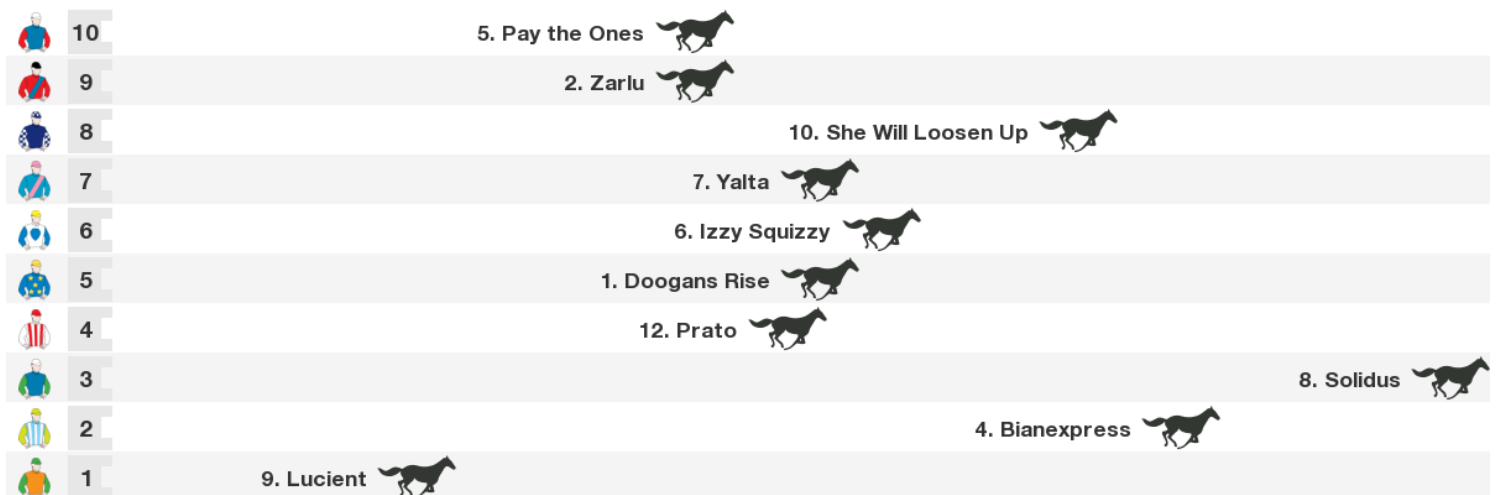 10 5. Pay the Ones
9 2. Zarlu
8 10. She Will Loosen Up
7 7. Yalta
6 6. Izzy Squizzy
5 1. Doogans Rise
4 12. Prato
3 8. Solidus
2 4. Bianexpress
1 9. Lucient